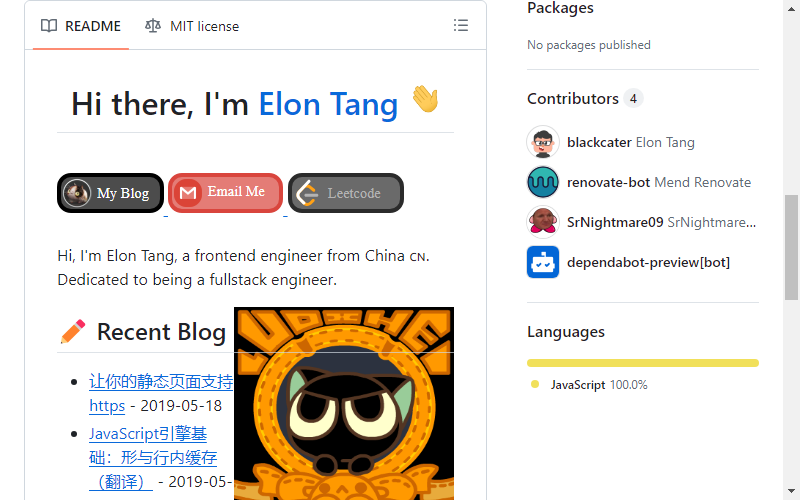 README
MIT license
Hi there, I'm Elon Tang 👋
My Blog
Email Me
Leetcode
Hi, I'm Elon Tang, a frontend engineer from China ᴄɴ.
Dedicated to being a fullstack engineer.
Recent Blog
让你的静态页面支持
https - 2019-05-18
JavaScript引擎基
础：形与行内缓存
（翻译） - 2019-05-
LUOXIAOHEI
Packages
No packages published
Contributors 4
blackcater Elon Tang
renovate-bot Mend Renovate
SrNightmare09 SrNightmare...
dependabot-preview[bot]
Languages
JavaScript 100.0%